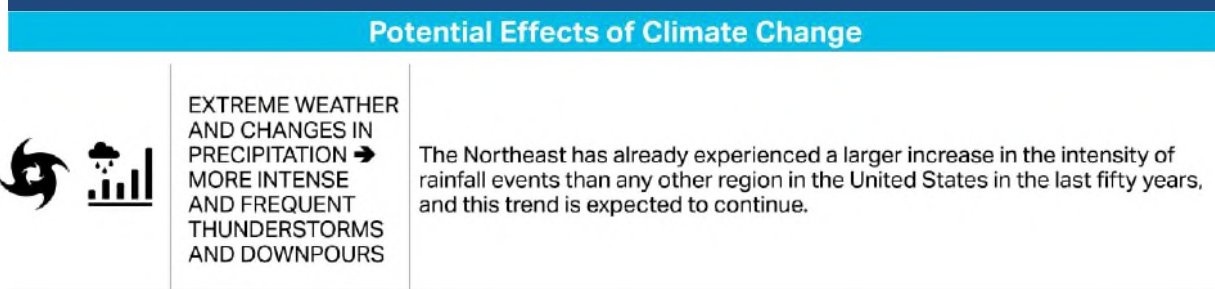 Potential Effects of Climate Change
EXTREME WEATHER
AND CHANGES IN
PRECIPITATION ➔
MORE INTENSE
AND FREQUENT
THUNDERSTORMS
AND DOWNPOURS
The Northeast has already experienced a larger increase in the intensity of
rainfall events than any other region in the United States in the last fifty years,
and this trend is expected to continue.